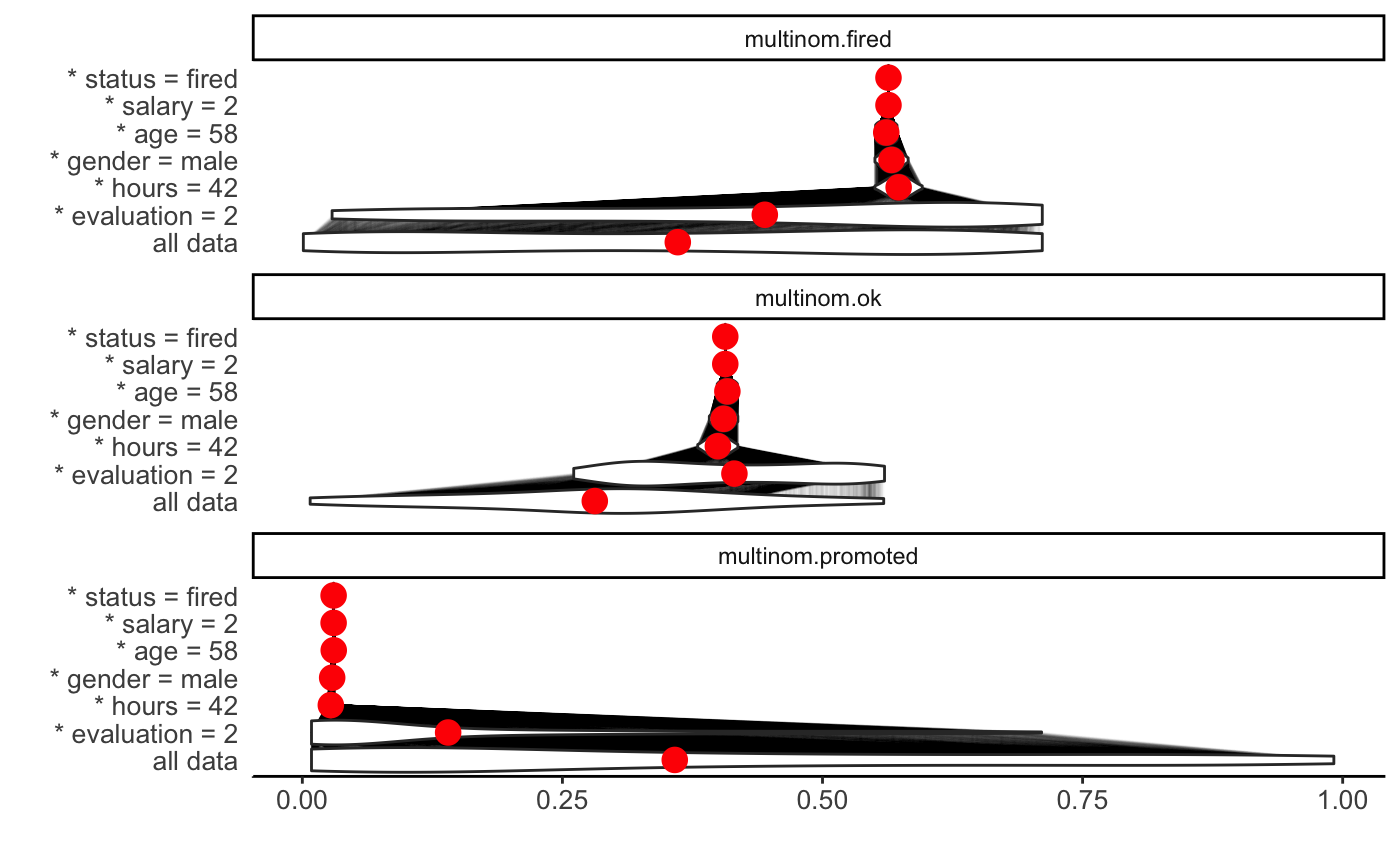 multinom.fired
* status = fired
* salary = 2
* age = 58
* gender = male
* hours = 42
* evaluation = 2
all data
multinom.ok
* status = fired
* salary = 2
* age = 58
* gender = male
* hours = 42
* evaluation = 2
all data
multinom.promoted
* status = fired
* salary = 2
* age = 58
* gender = male
* hours = 42
* evaluation = 2
all data
0.00 0.25 0.50 0.75 1.00